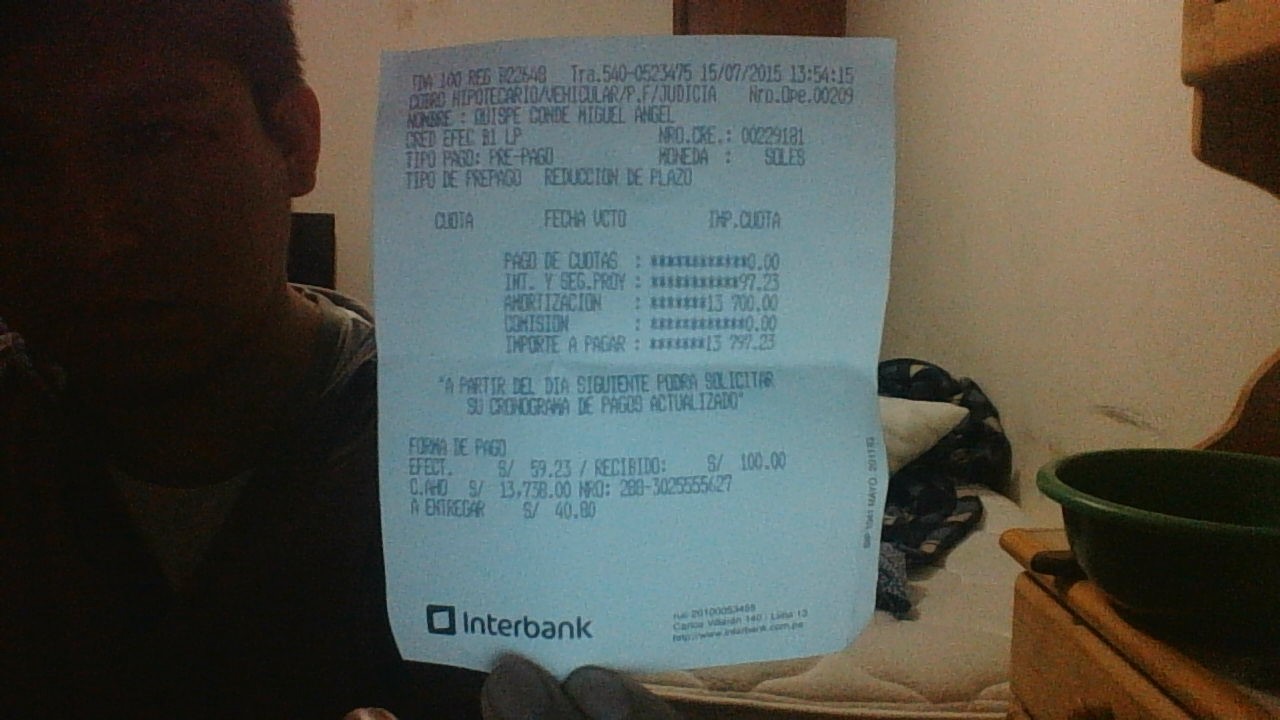 TDA 100 REG B22648 Tra.540-0523475 15/07/2015 13:54:15
COBRO HIPOTECARIO/VEHICULAR/P.F/JUDICIA Nro.Ope.00209
NOMBRE : QUISPE CONDE MIGUEL ANGEL
CRED EFEC B1 LP NRO.CRE.: 00229181
TIPO PAGO: PRE-PAGO MONEDA : SOLES
TIPO DE PREPAGO REDUCCION DE PLAZO
CUOTA FECHA VCTO IMP.CUOTA
PAGO DE CUOTAS : ************0.00
INT. Y SEG.PROY : ***********97.23
AMORTIZACION : *******13 700.00
COMISION : ************0.00
IMPORTE A PAGAR : *******13 797.23
"A PARTIR DEL DIA SIGUIENTE PODRA SOLICITAR
SU CRONOGRAMA DE PAGOS ACTUALIZADO"
FORMA DE PAGO
EFECT. S/ 59.23 / RECIBIDO: S/ 100.00
C.AHO S/ 13,738.00 NRO: 288-3025555627
A ENTREGAR S/ 40.80
Interbank
ruc 20100053455
Carlos Villarán 140 - Lima 13
http://www.interbank.com.pe